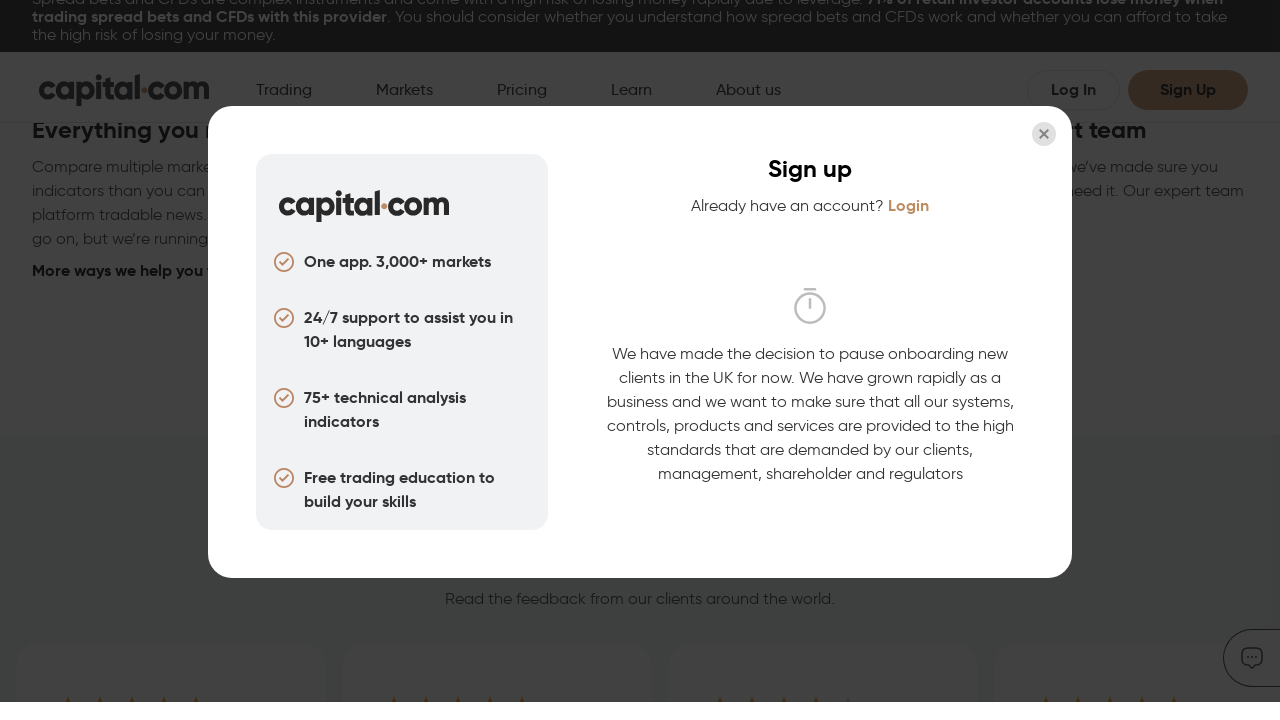 Spread bets and CFDs are complex instruments and come with a high risk of losing money rapidly due to leverage. 71% of retail investor accounts lose money when
trading spread bets and CFDs with this provider. You should consider whether you understand how spread bets and CFDs work and whether you can afford to take
the high risk of losing your money.
capital.com Trading Markets Pricing Learn About us Log In Sign Up
Everything you
rt team
Compare multiple marke
we've made sure you
indicators than you can
need it. Our expert team
platform tradable news.
go on, but we're running
More ways we help you
capital.com
One app. 3,000+ markets
24/7 support to assist you in
10+ languages
75+ technical analysis
indicators
Free trading education to
build your skills
Sign up
Already have an account? Login
We have made the decision to pause onboarding new
clients in the UK for now. We have grown rapidly as a
business and we want to make sure that all our systems,
controls, products and services are provided to the high
standards that are demanded by our clients,
management, shareholder and regulators
Read the feedback from our clients around the world.